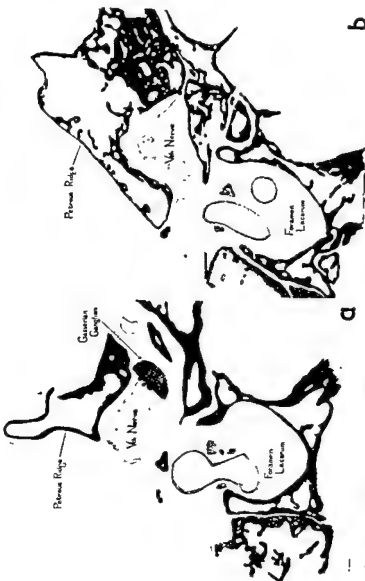 Petrous Ridge
Gasserian
Ganglion
Vth Nerve
Foramen
Lacerum
a
Petrous Ridge
Vth Nerve
Foramen
Lacerum
b